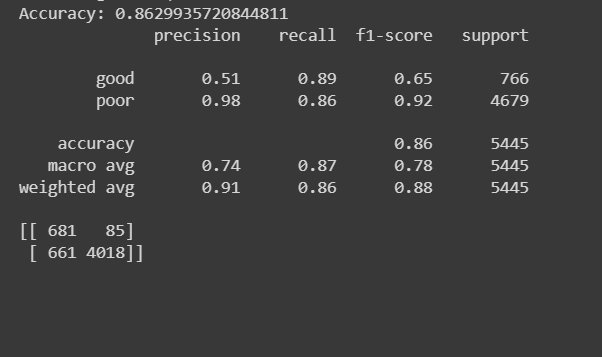 Accuracy: 0.8629935720844811
precision recall f1-score support
good 0.51 0.89 0.65 766
poor 0.98 0.86 0.92 4679
accuracy 0.86 5445
macro avg 0.74 0.87 0.78 5445
weighted avg 0.91 0.86 0.88 5445
[[ 681 85]
[ 661 4018]]